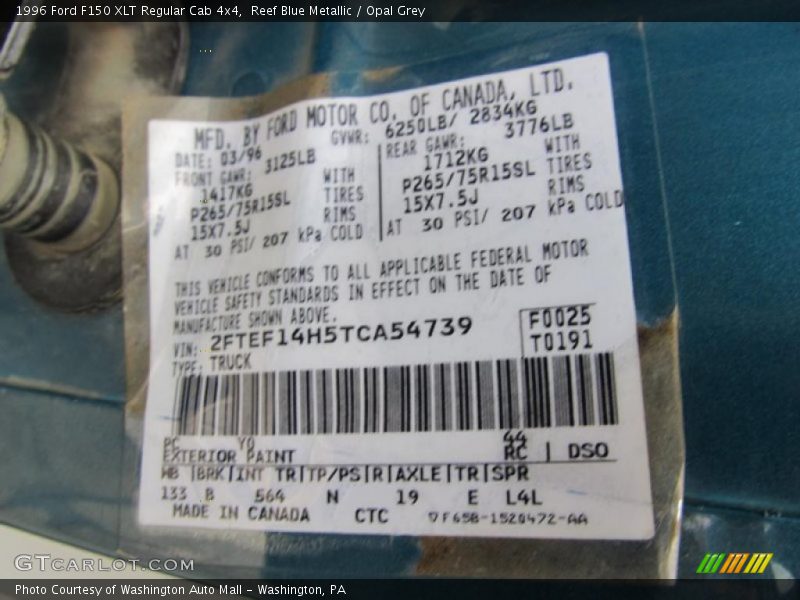 1996 Ford F150 XLT Regular Cab 4x4, Reef Blue Metallic / Opal Grey
MFD. BY FORD MOTOR CO. OF CANADA, LTD.
DATE: 03/96 GVWR: 6250LB/ 2834KG
FRONT GAWR: 3125LB REAR GAWR: 3776LB
1417KG WITH 1712KG WITH
P265/75R15SL TIRES P265/75R15SL TIRES
15X7.5J RIMS 15X7.5J RIMS
AT 30 PSI/ 207 kPa COLD AT 30 PSI/ 207 kPa COLD
THIS VEHICLE CONFORMS TO ALL APPLICABLE FEDERAL MOTOR
VEHICLE SAFETY STANDARDS IN EFFECT ON THE DATE OF
MANUFACTURE SHOWN ABOVE.
VIN: 2FTEF14H5TCA54739 F0025
TYPE: TRUCK T0191
PC YO 44
EXTERIOR PAINT RC | DSO
WB |BRK|INT TR|TP/PS|R|AXLE|TR|SPR
133 B 564 N 19 E L4L
MADE IN CANADA CTC
GTCARLOT.COM
Photo Courtesy of Washington Auto Mall - Washington, PA